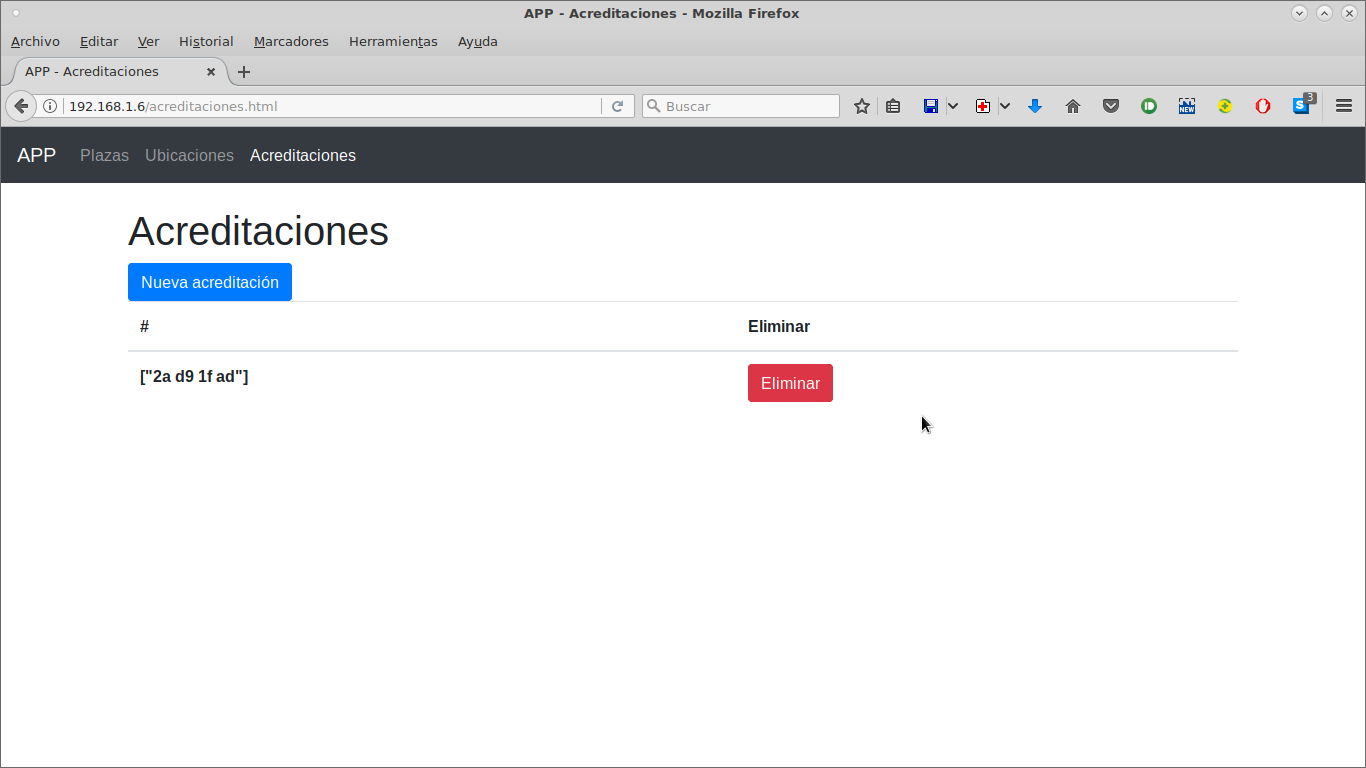 APP - Acreditaciones - Mozilla Firefox
Archivo Editar Ver Historial Marcadores Herramientas Ayuda
APP - Acreditaciones
192.168.1.6/acreditaciones.html Buscar NEW S 3
APP Plazas Ubicaciones Acreditaciones
Acreditaciones
Nueva acreditación
# Eliminar
["2a d9 1f ad"] Eliminar